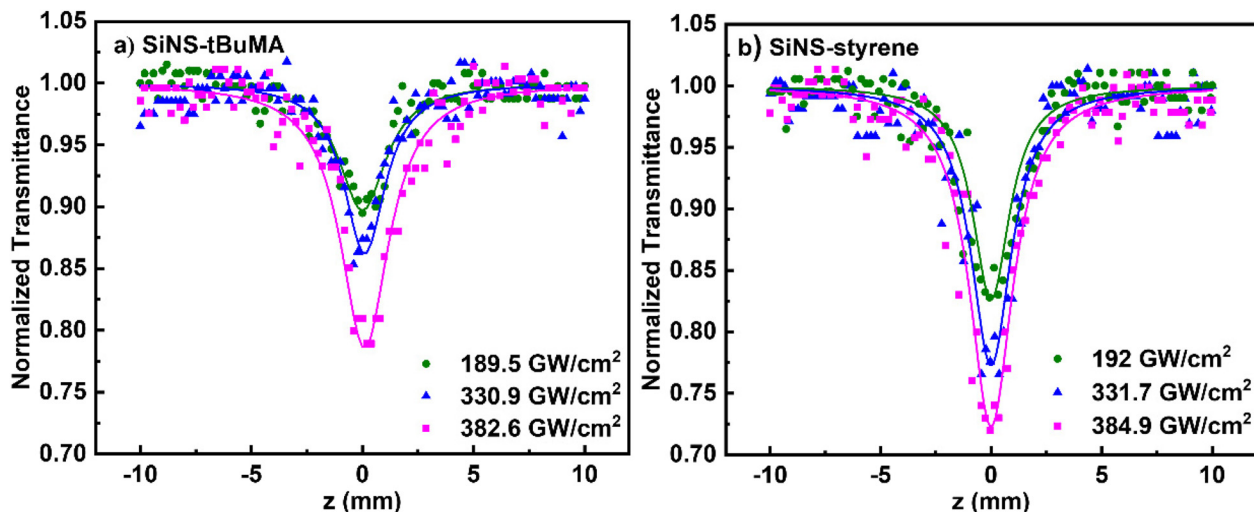 a) SiNS-tBuMA
1.05
1.00
0.95
0.90
0.85
0.80
0.75
0.70
Normalized Transmittance
189.5 GW/cm²
330.9 GW/cm²
382.6 GW/cm²
-10 -5 0 5 10
z (mm)
b) SiNS-styrene
1.05
1.00
0.95
0.90
0.85
0.80
0.75
0.70
Normalized Transmittance
192 GW/cm²
331.7 GW/cm²
384.9 GW/cm²
-10 -5 0 5 10
z (mm)